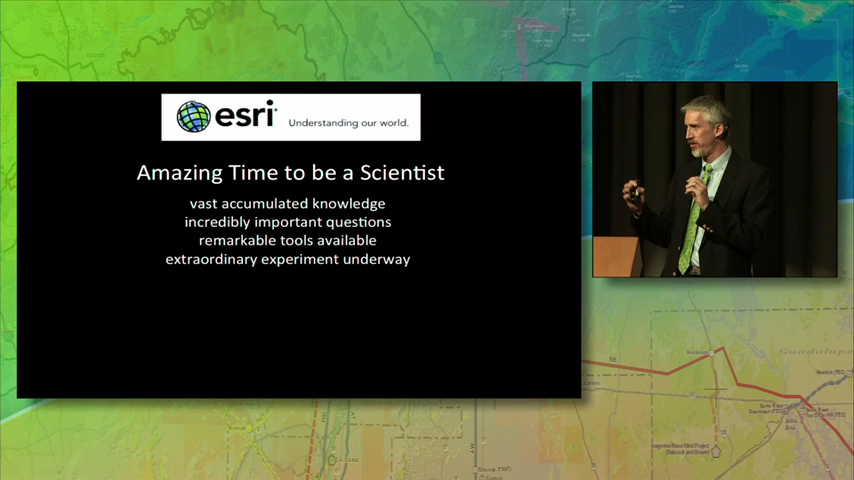 esri
Understanding our world.
Amazing Time to be a Scientist
vast accumulated knowledge
incredibly important questions
remarkable tools available
extraordinary experiment underway
Guadalupe